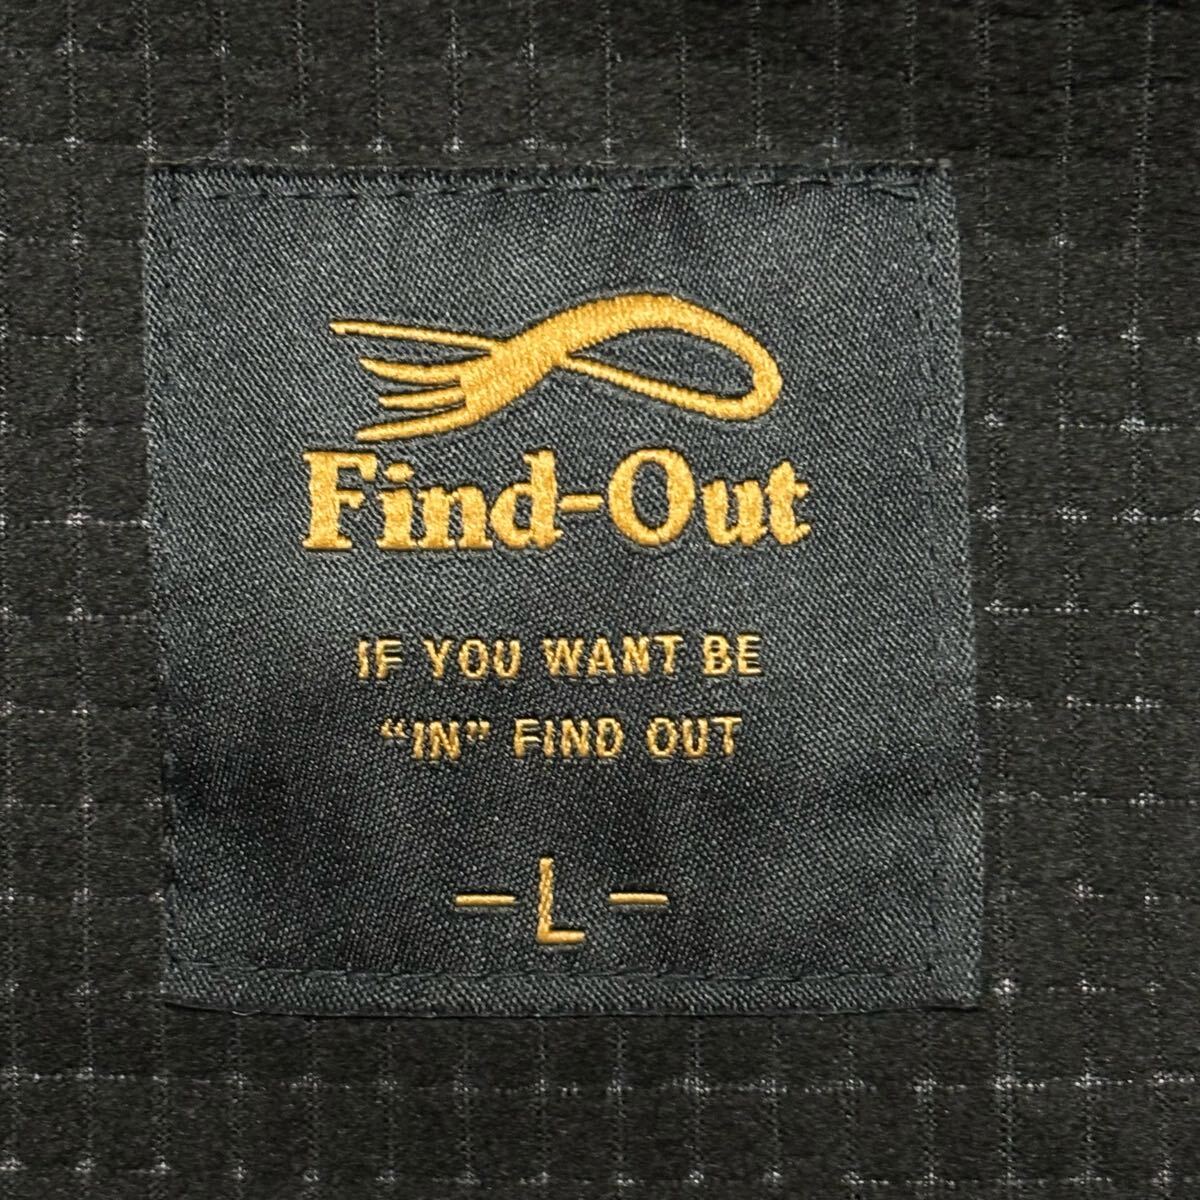 Find-Out
IF YOU WANT BE
“IN” FIND OUT
- L -